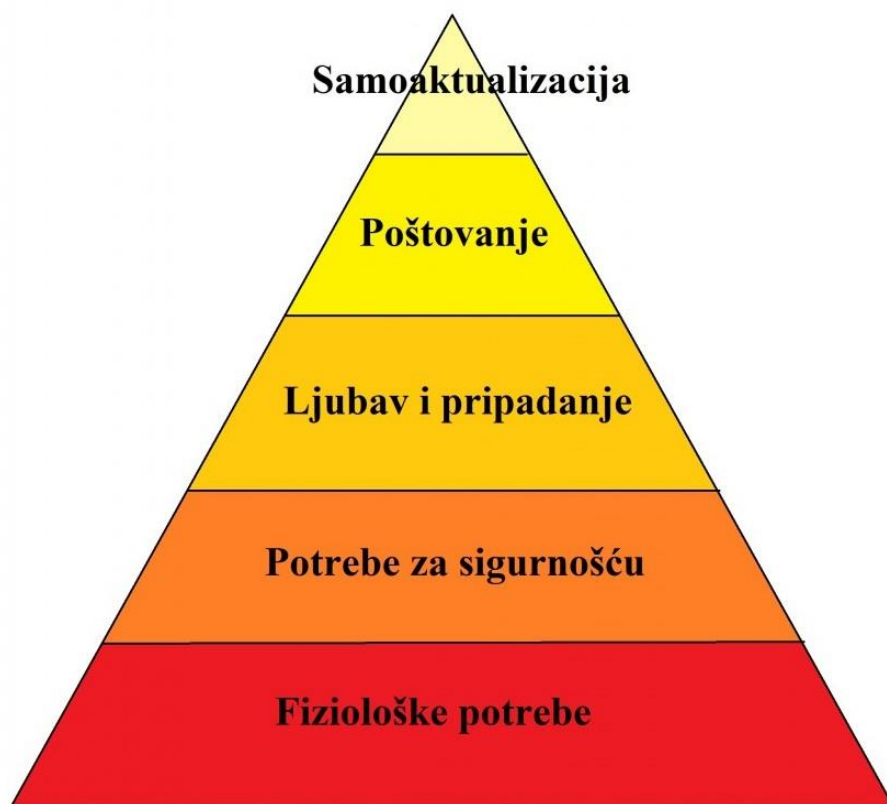 Samoaktualizacija
Poštovanje
Ljubav i pripadanje
Potrebe za sigurnošću
Fiziološke potrebe